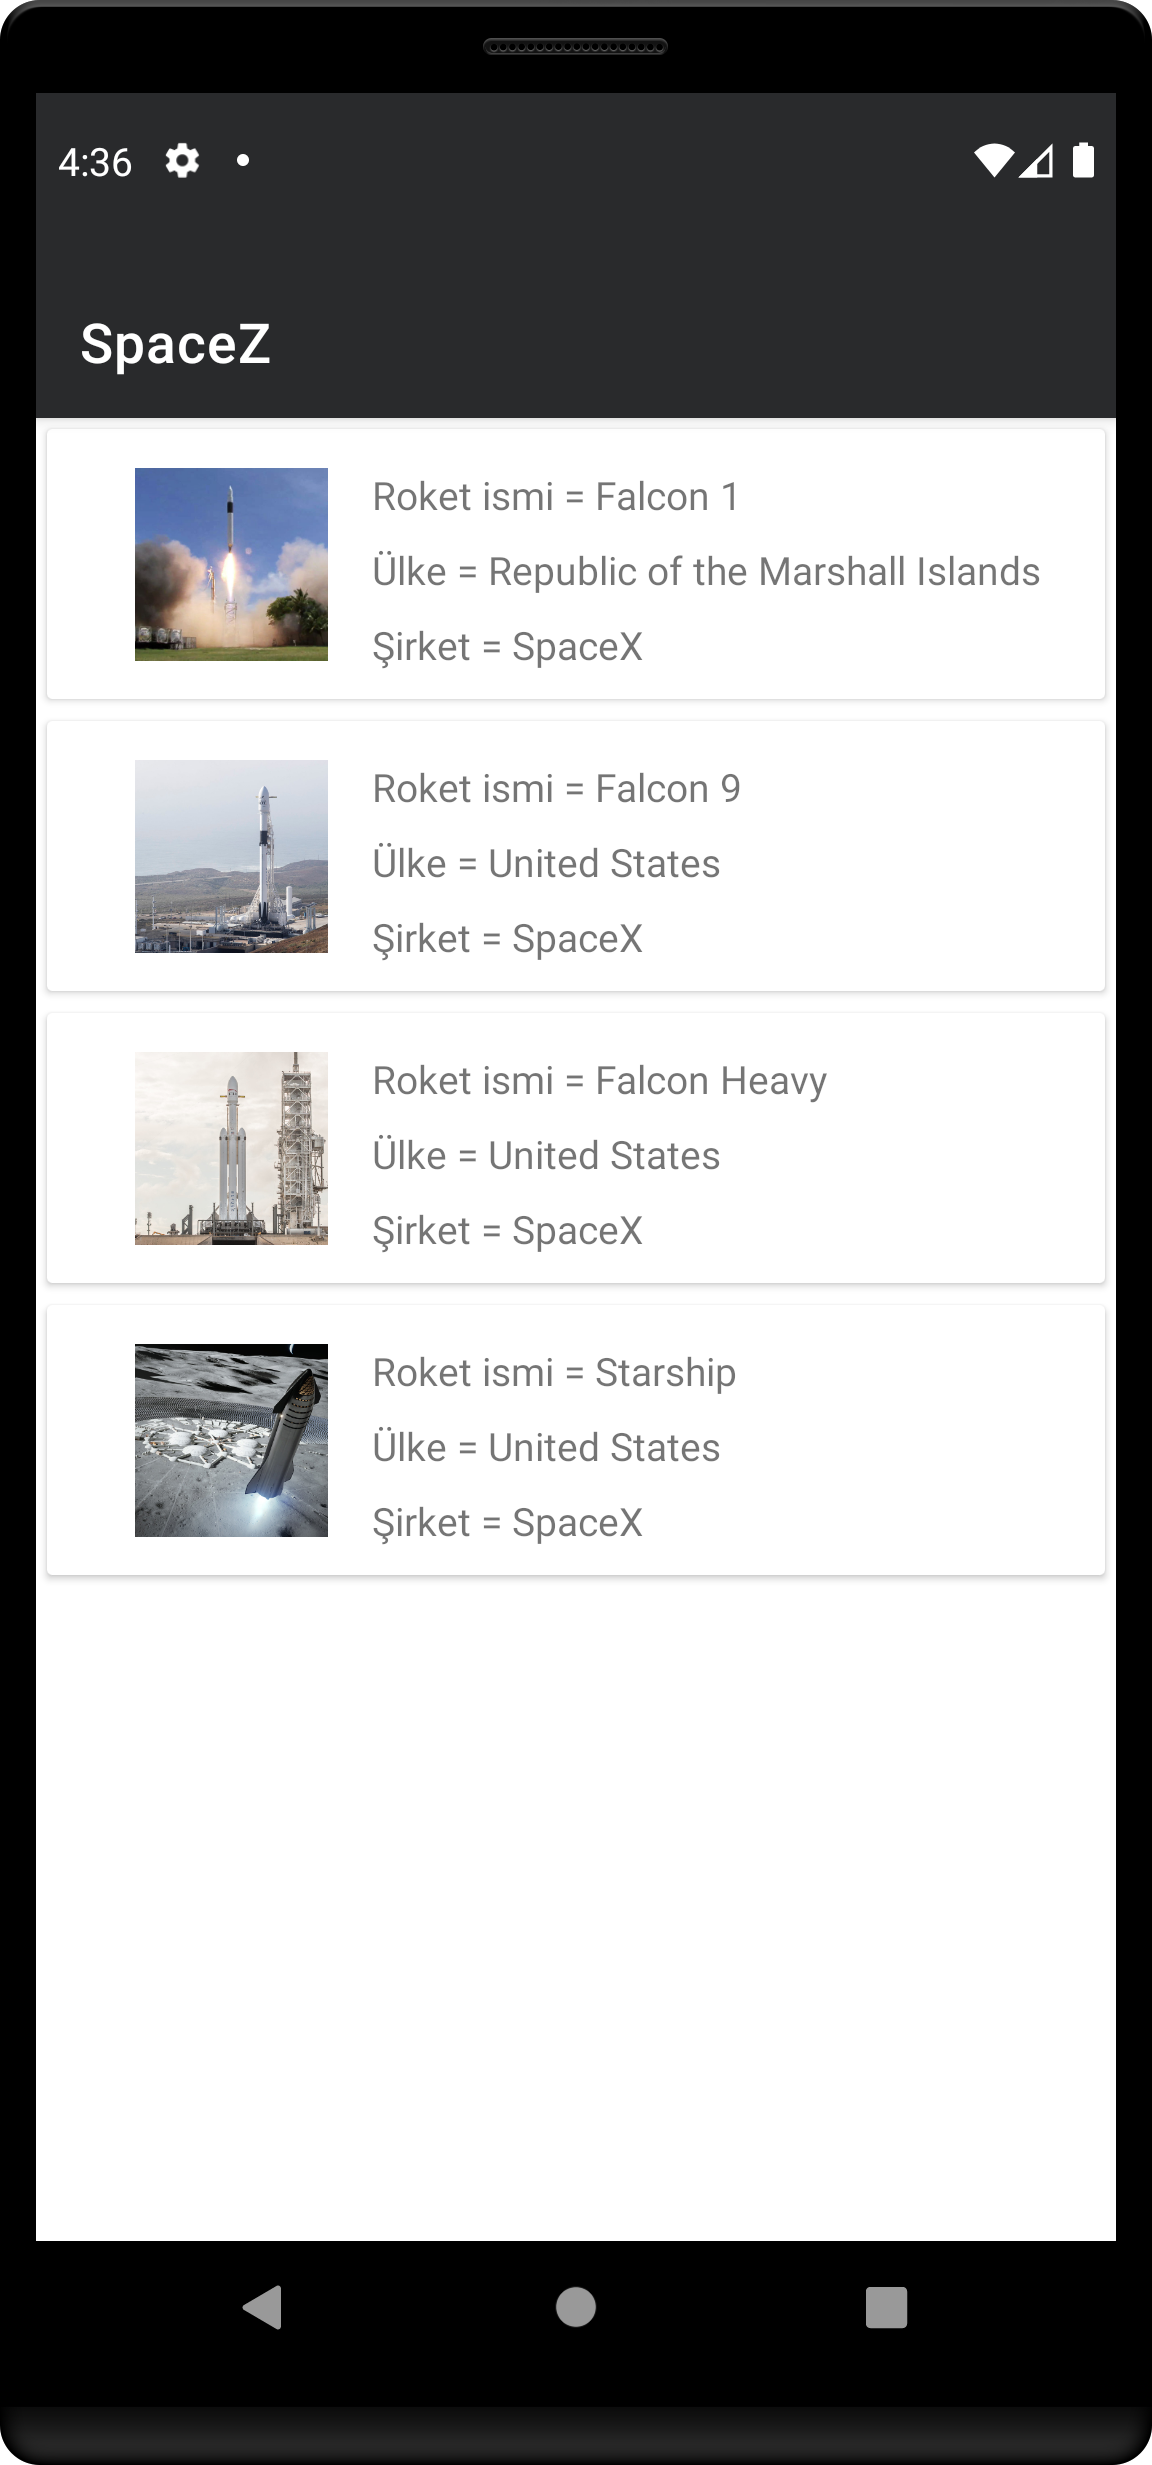 4:36
SpaceZ
Roket ismi = Falcon 1
Ülke = Republic of the Marshall Islands
Şirket = SpaceX
Roket ismi = Falcon 9
Ülke = United States
Şirket = SpaceX
Roket ismi = Falcon Heavy
Ülke = United States
Şirket = SpaceX
Roket ismi = Starship
Ülke = United States
Şirket = SpaceX